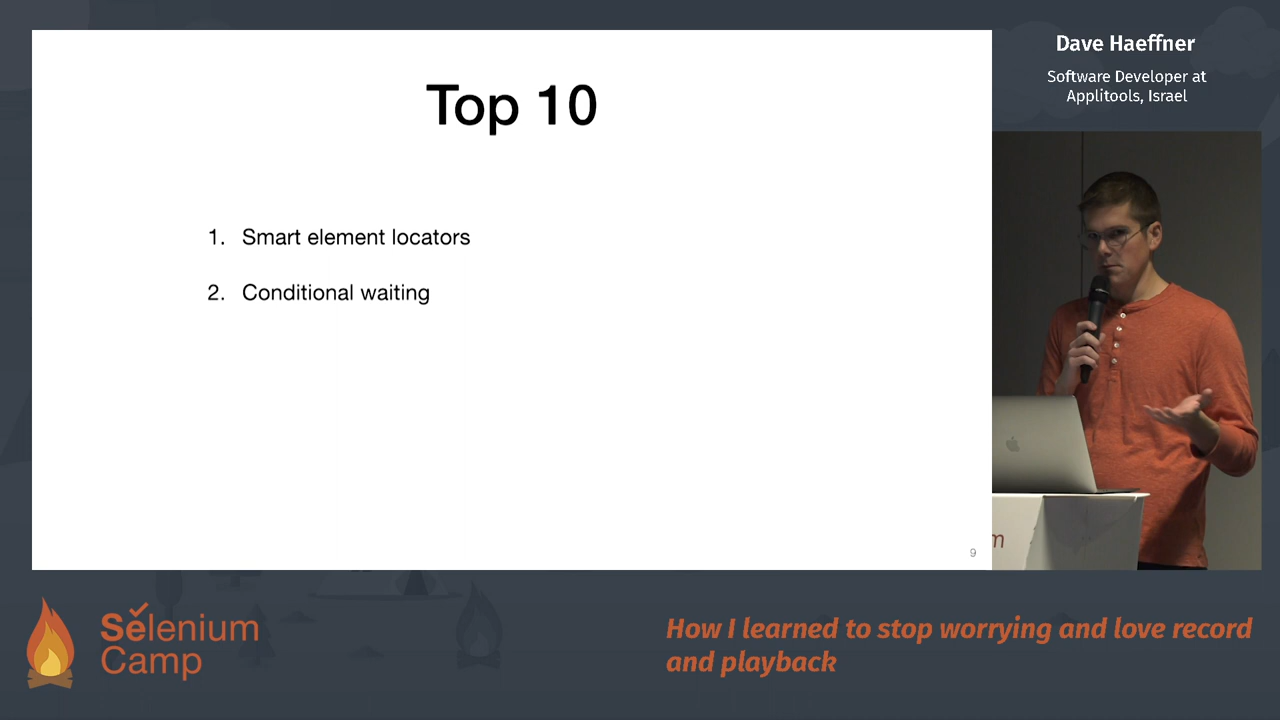 Top 10
1. Smart element locators
2. Conditional waiting
9
Dave Haeffner
Software Developer at
Applitools, Israel
m
Selenium
Camp
How I learned to stop worrying and love record
and playback